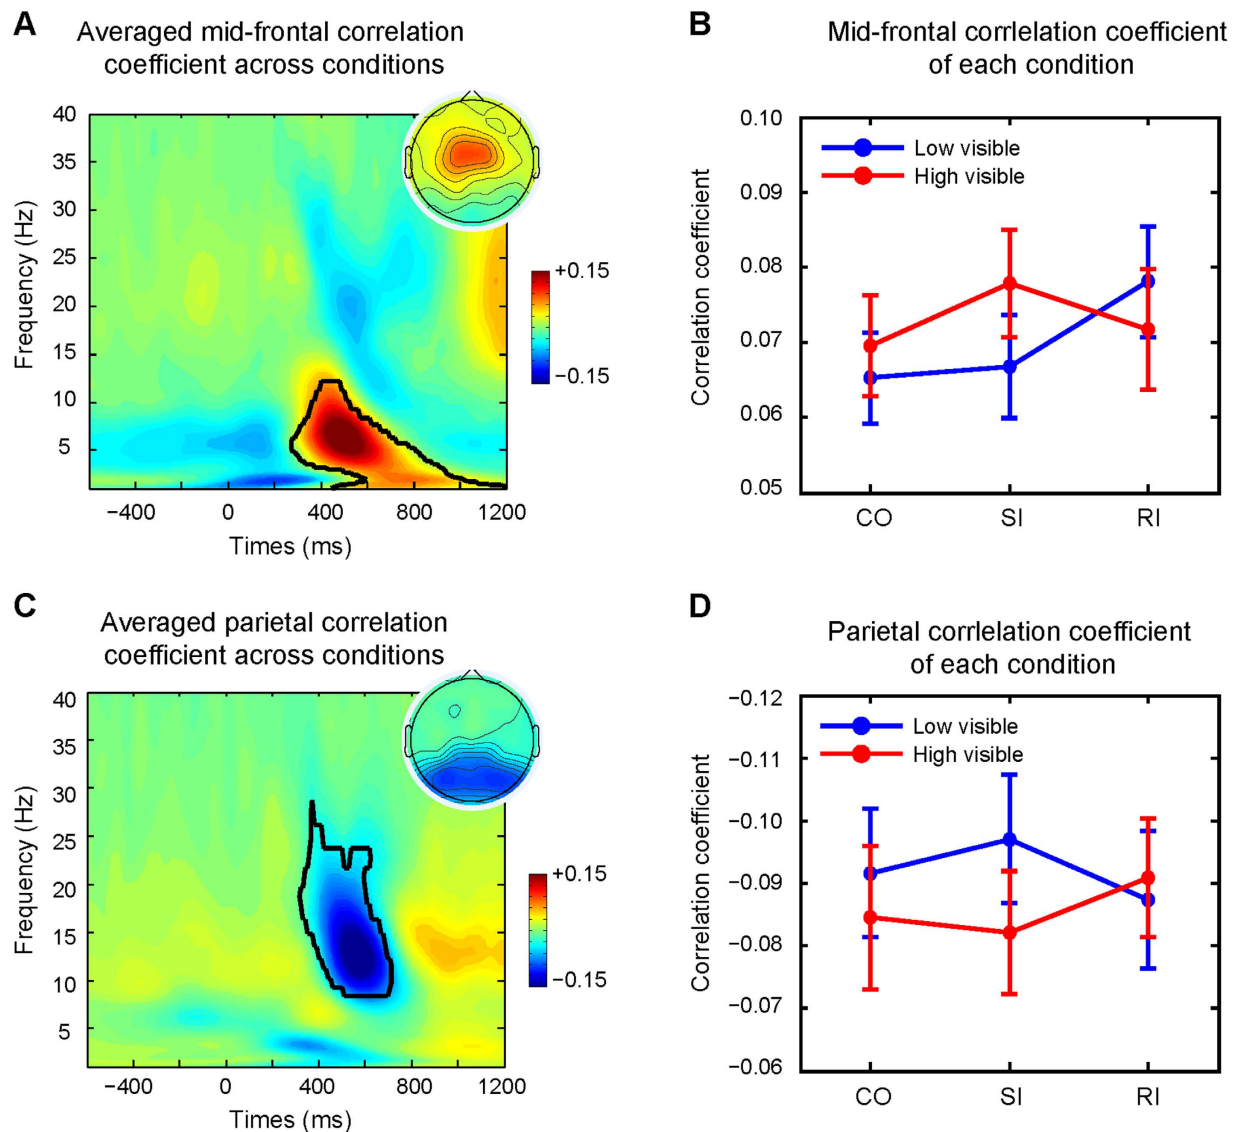 A
Averaged mid-frontal correlation
coefficient across conditions
40
35
30
25
20
15
10
5
Frequency (Hz)
−400
0
400
800
1200
Times (ms)
+0.15
−0.15
B
Mid-frontal corrlelation coefficient
of each condition
0.10
0.09
0.08
0.07
0.06
0.05
Correlation coefficient
Low visible
High visible
CO
SI
RI
C
Averaged parietal correlation
coefficient across conditions
40
35
30
25
20
15
10
5
Frequency (Hz)
−400
0
400
800
1200
Times (ms)
+0.15
−0.15
D
Parietal corrlelation coefficient
of each condition
−0.12
−0.11
−0.10
−0.09
−0.08
−0.07
−0.06
Correlation coefficient
Low visible
High visible
CO
SI
RI